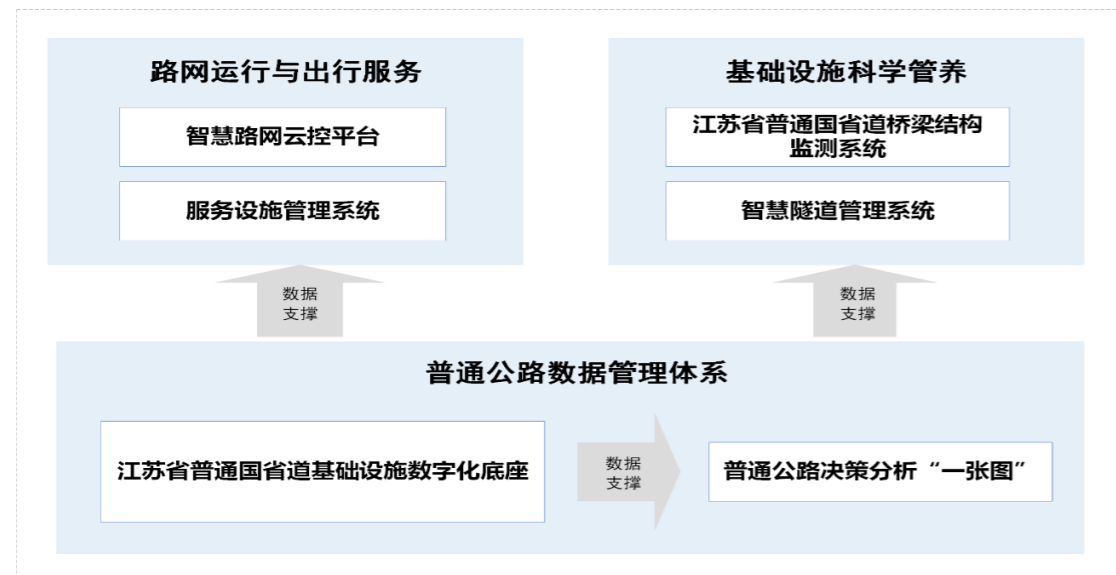 路网运行与出行服务
智慧路网云控平台
服务设施管理系统
基础设施科学管养
江苏省普通国省道桥梁结构
监测系统
智慧隧道管理系统
数据
支撑
数据
支撑
普通公路数据管理体系
江苏省普通国省道基础设施数字化底座
数据
支撑
普通公路决策分析“一张图”